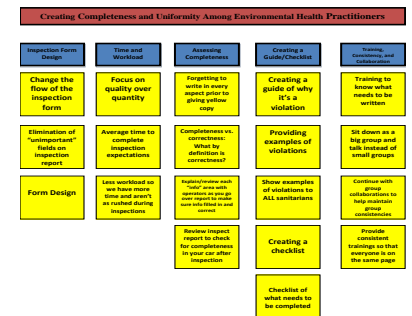 Creating Completeness and Uniformity Among Environmental Health Practitioners
Inspection Form
Design
Change the
flow of the
inspection
form
Elimination of
"unimportant"
fields on
inspection
report
Form Design
Time and
Workload
Focus on
quality over
quantity
Average time to
complete
inspection
expectations
Less workload so
we have more
time and aren't
as rushed during
inspections
Assessing
Completeness
Forgetting to
write in every
aspect prior to
giving yellow
copy
Completeness vs.
correctness:
What by
definition is
correctness?
Explain/review each
"info" area with
operators as you go
over report to make
sure info filled in and
correct
Review inspect
report to check
for completeness
in your car after
inspection
Creating a
Guide/Checklist
Creating a
guide of why
it's a
violation
Providing
examples of
violations
Show examples
of violations to
ALL sanitarians
Creating a
checklist
Checklist of
what needs to
be completed
Training,
Consistency, and
Collaboration
Training to
know what
needs to be
written
Sit down as a
big group and
talk instead of
small groups
Continue with
group
collaborations to
help maintain
group
consistencies
Provide
consistent
trainings so that
everyone is on
the same page